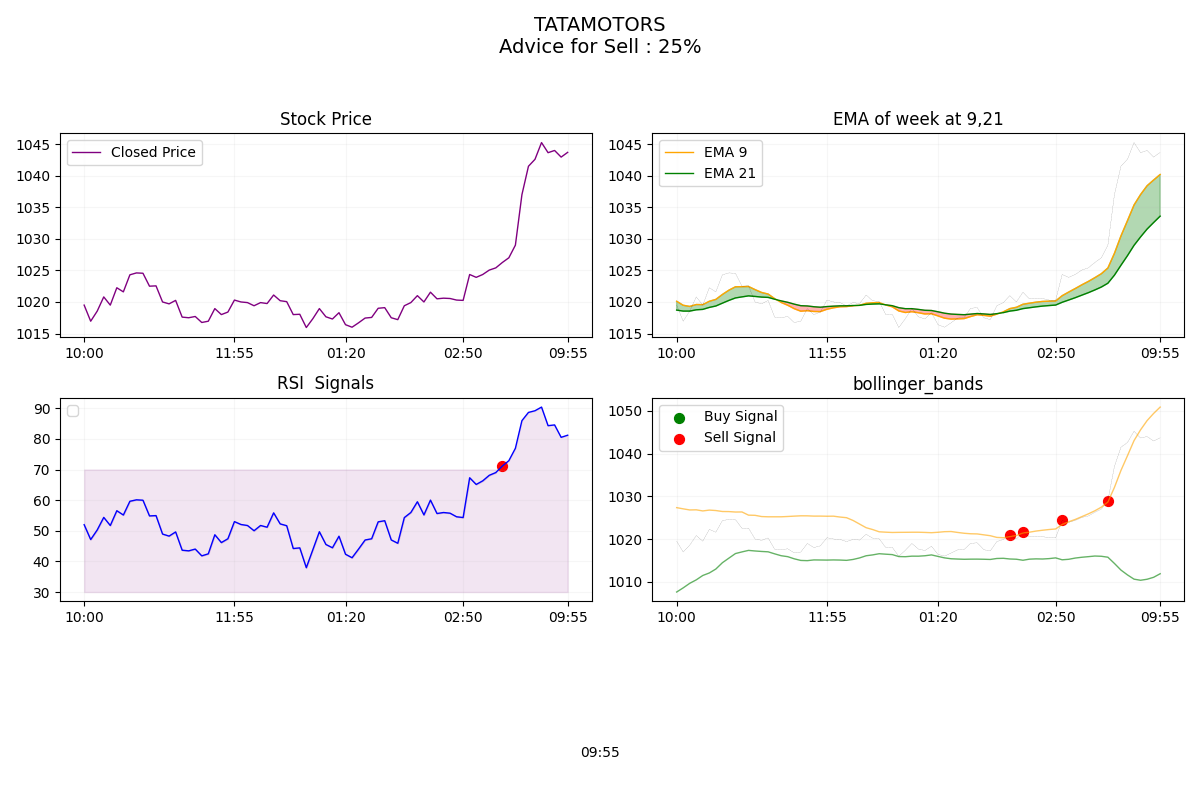 TATAMOTORS
Advice for Sell : 25%
Stock Price
Closed Price
1045
1040
1035
1030
1025
1020
1015
10:00 11:55 01:20 02:50 09:55
EMA of week at 9,21
EMA 9
EMA 21
1045
1040
1035
1030
1025
1020
1015
10:00 11:55 01:20 02:50 09:55
RSI  Signals
90
80
70
60
50
40
30
10:00 11:55 01:20 02:50 09:55
bollinger_bands
Buy Signal
Sell Signal
1050
1040
1030
1020
1010
10:00 11:55 01:20 02:50 09:55
09:55